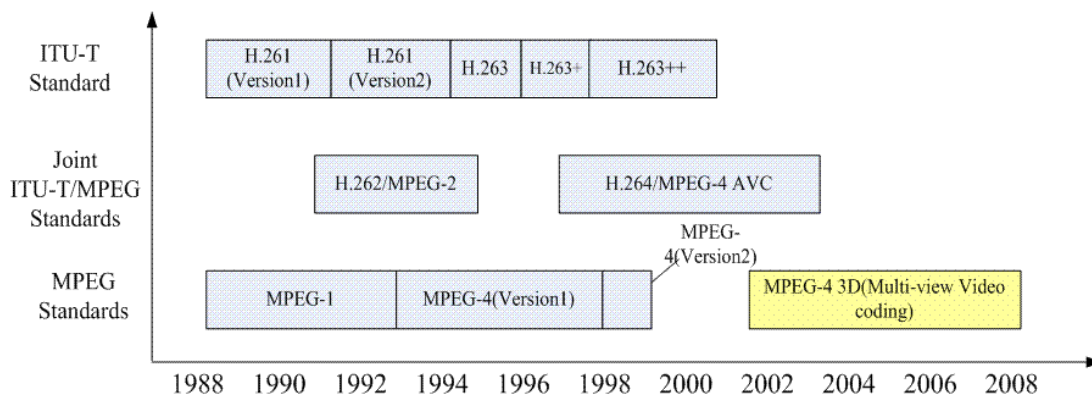 ITU-T
Standard
H.261
(Version1)
H.261
(Version2)
H.263
H.263+
H.263++
Joint
ITU-T/MPEG
Standards
H.262/MPEG-2
H.264/MPEG-4 AVC
MPEG-
4(Version2)
MPEG
Standards
MPEG-1
MPEG-4(Version1)
MPEG-4 3D(Multi-view Video
coding)
1988 1990 1992 1994 1996 1998 2000 2002 2004 2006 2008